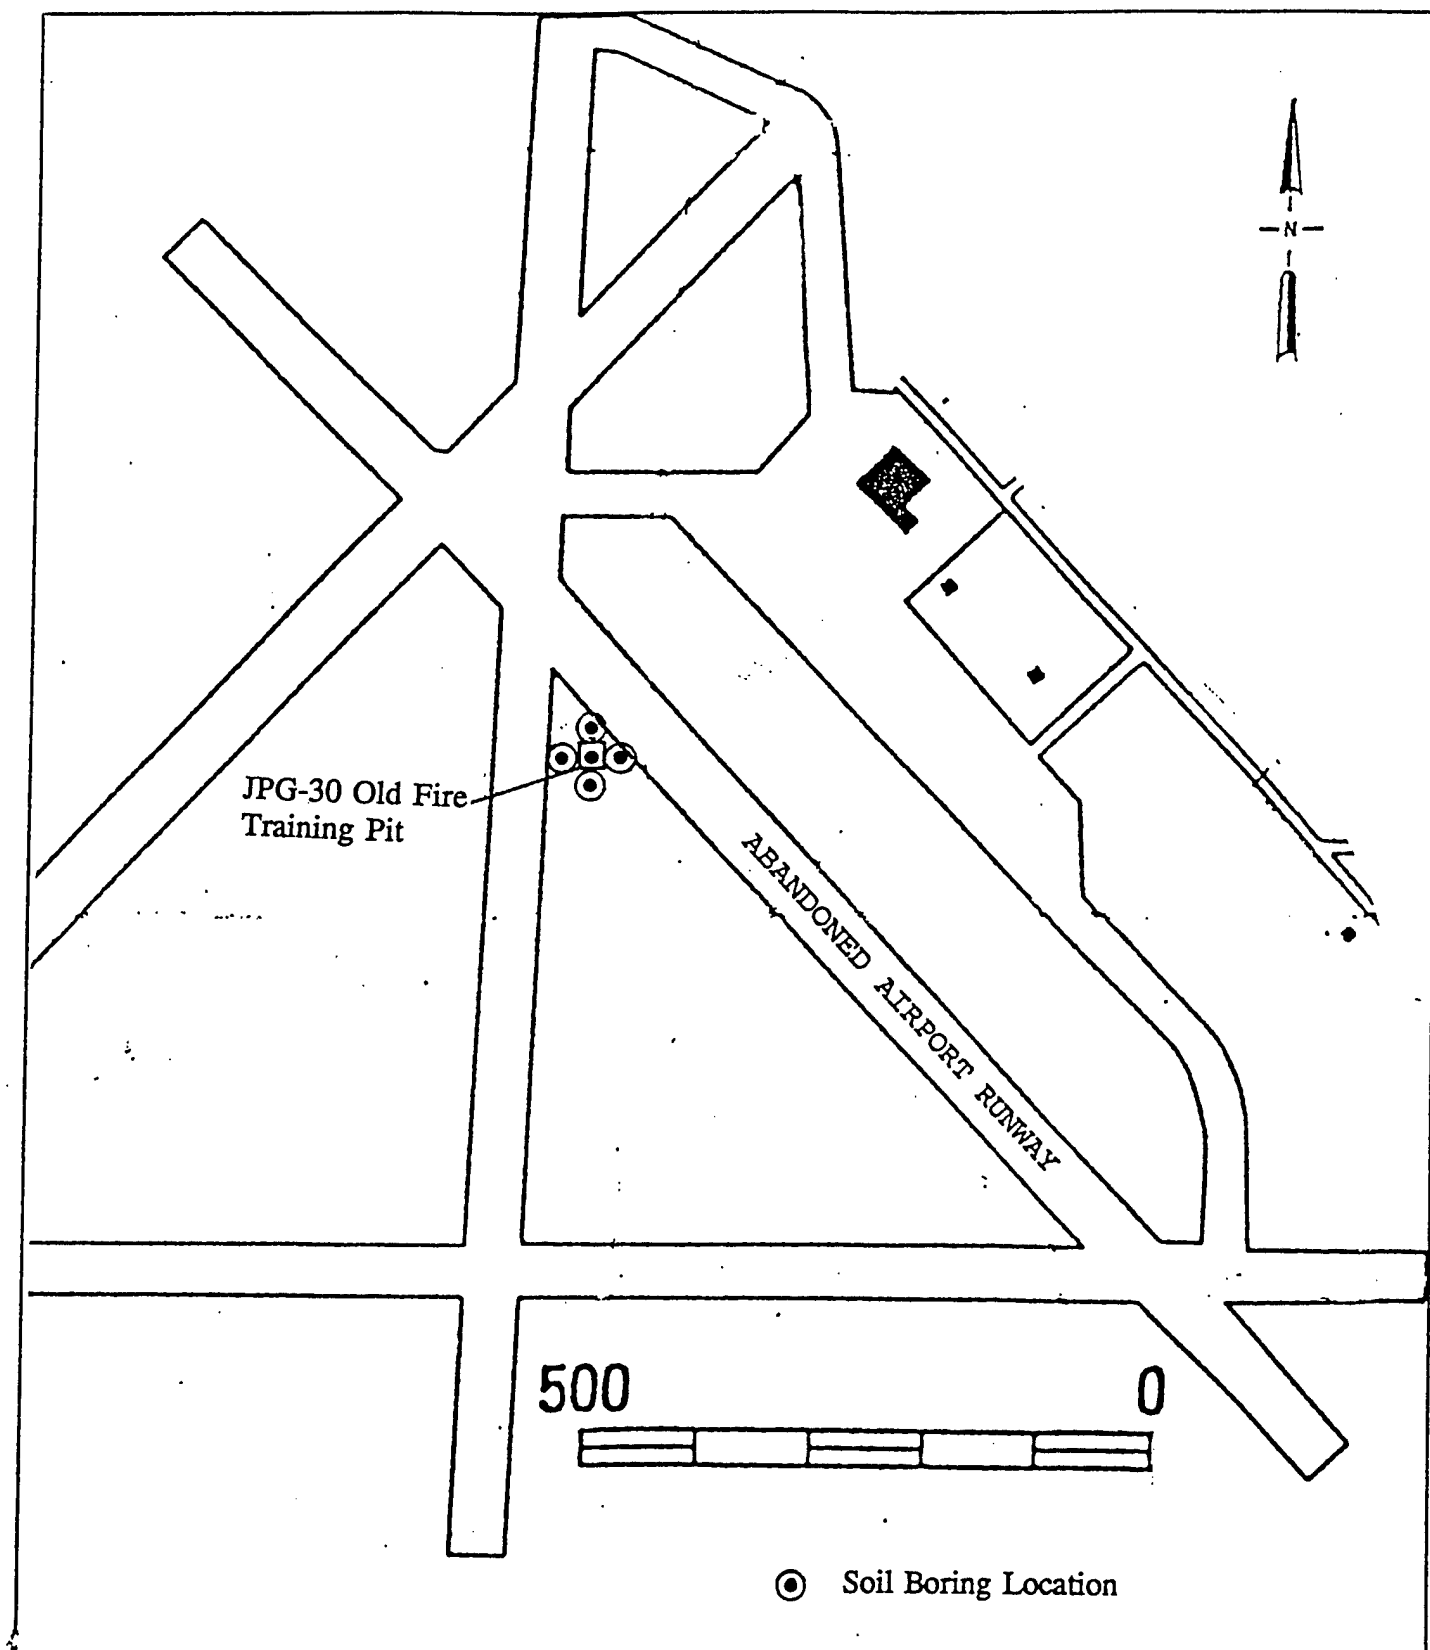 N
JPG-30 Old Fire
Training Pit
ABANDONED AIRPORT RUNWAY
500 0
Soil Boring Location